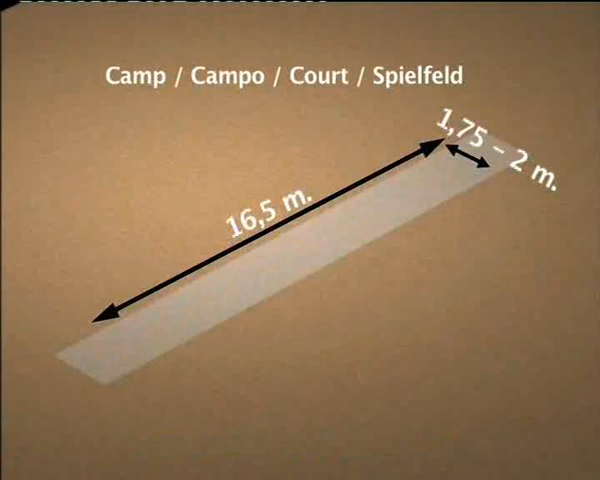 Camp / Campo / Court / Spielfeld
1,75 – 2 m.
16,5 m.